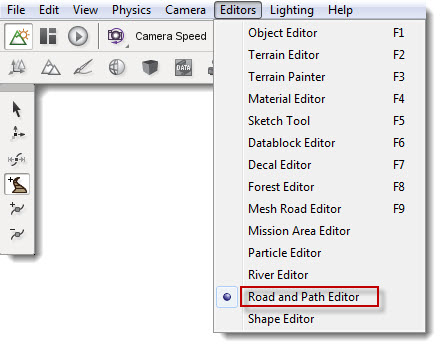 File Edit View Physics Camera Editors Lighting Help
Camera Speed
DATA
Object Editor F1
Terrain Editor F2
Terrain Painter F3
Material Editor F4
Sketch Tool F5
Datablock Editor F6
Decal Editor F7
Forest Editor F8
Mesh Road Editor F9
Mission Area Editor
Particle Editor
River Editor
Road and Path Editor
Shape Editor